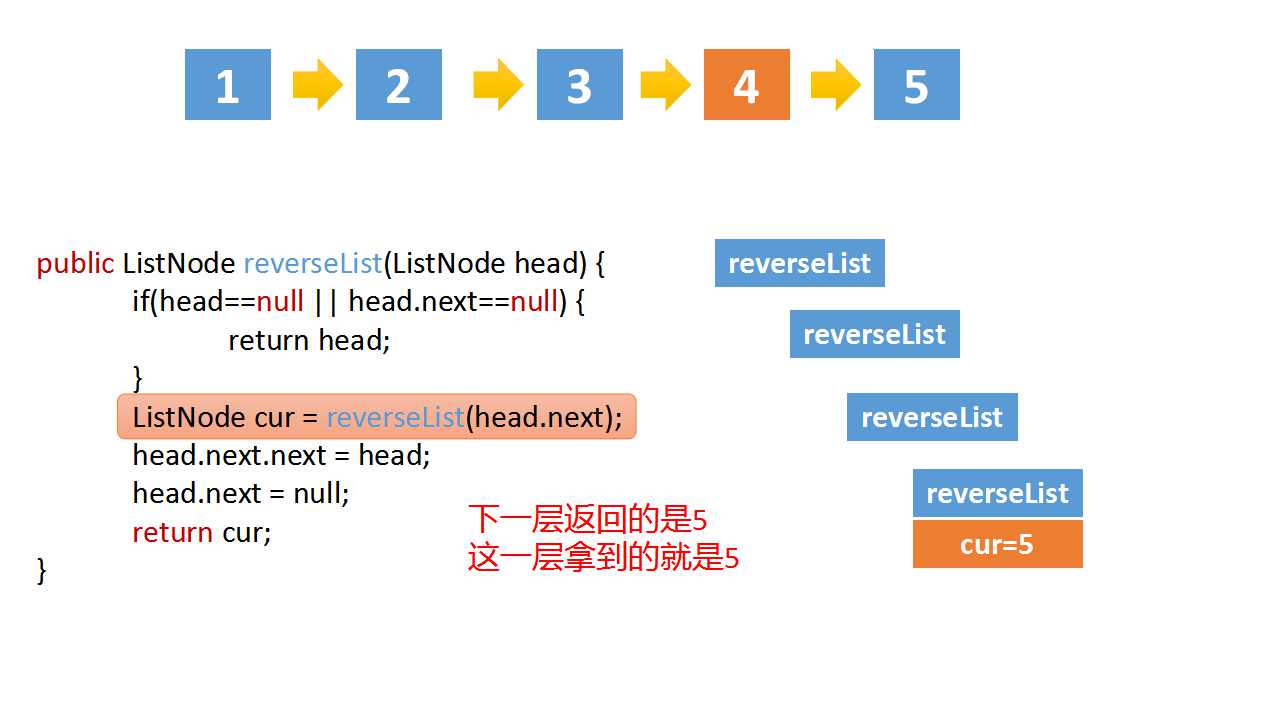 1 2 3 4 5
public ListNode reverseList(ListNode head) {
if(head==null || head.next==null) {
return head;
}
ListNode cur = reverseList(head.next);
head.next.next = head;
head.next = null;
return cur;
}
下一层返回的是5
这一层拿到的就是5
reverseList
reverseList
reverseList
reverseList
cur=5